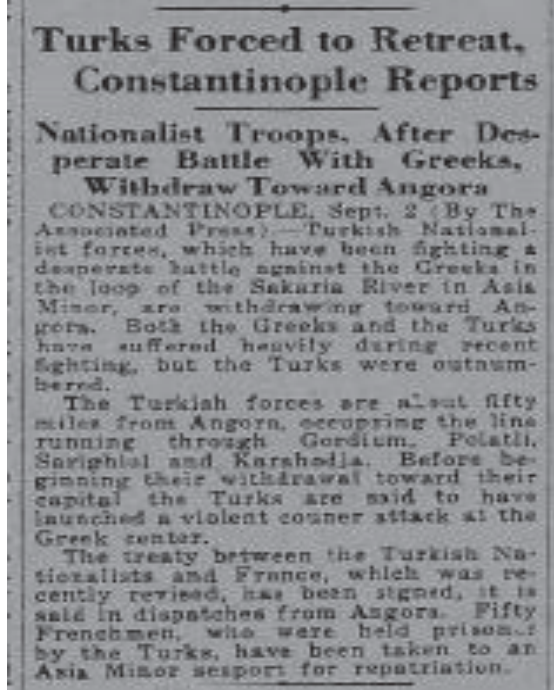 Turks Forced to Retreat,
Constantinople Reports
Nationalist Troops, After Des-
perate Battle With Greeks,
Withdraw Toward Angora
CONSTANTINOPLE, Sept. 2 (By The
Associated Press).—Turkish National-
ist forces, which have been fighting a
desperate battle against the Greeks in
the loop of the Sakaria River in Asia
Minor, are withdrawing toward An-
gora. Both the Greeks and the Turks
have suffered heavily during recent
fighting, but the Turks were outnum-
bered.
The Turkish forces are about fifty
miles from Angora, occupying the line
running through Gordium, Polatli,
Sarighiol and Karahodja. Before be-
ginning their withdrawal toward their
capital the Turks are said to have
launched a violent couner attack at the
Greek center.
The treaty between the Turkish Na-
tionalists and France, which was re-
cently revised, has been signed, it is
said in dispatches from Angora. Fifty
Frenchmen, who were held
by the Turks, have been taken to an
Asia Minor seaport for repatriation.